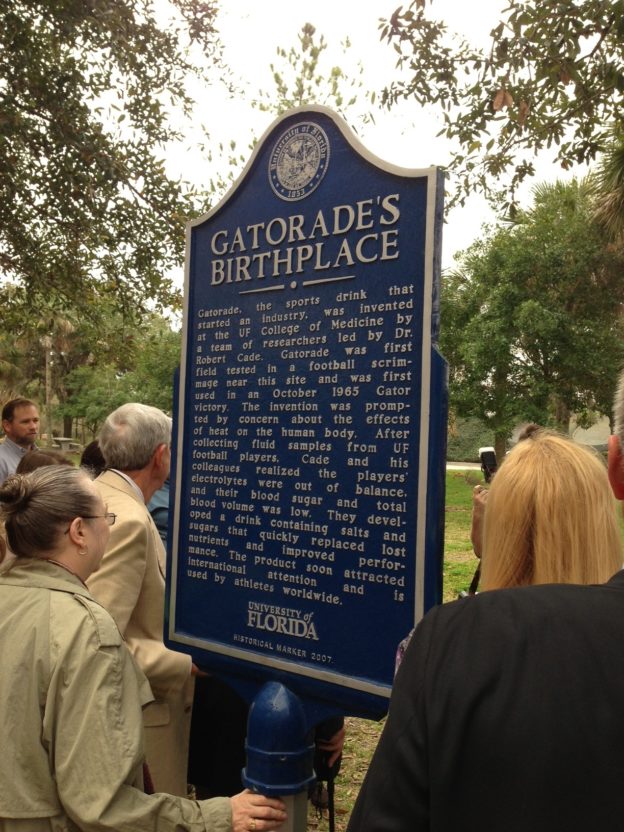 University of Florida
1853
GATORADE'S
BIRTHPLACE
Gatorade, the sports drink that
started an industry, was invented
at the UF College of Medicine by
a team of researchers led by Dr.
Robert Cade. Gatorade was first
field tested in a football scrim-
mage near this site and was first
used in an October 1965 Gator
victory. The invention was promp-
ted by concern about the effects
of heat on the human body. After
collecting fluid samples from UF
football players, Cade and his
colleaques realized the players'
electrolytes were out of balance,
and their blood sugar and total
blood volume was low. They devel-
oped a drink containing salts and
sugars that quickly replaced lost
nutrients and improved perfor-
mance. The product soon attracted
international attention and is
used by athletes worldwide.
UNIVERSITY of
FLORIDA
HISTORICAL MARKER 2007.